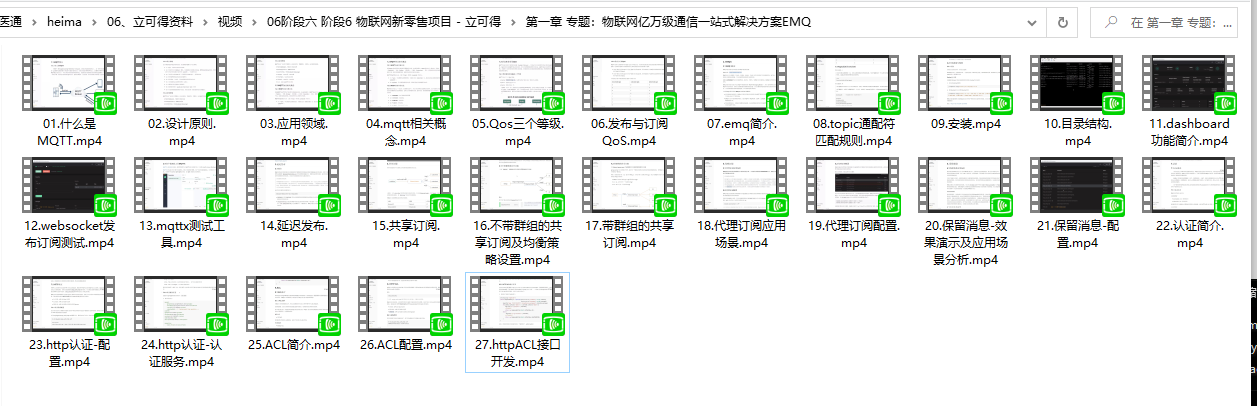 医通 > heima > 06、立可得资料 > 视频 > 06阶段六 阶段6 物联网新零售项目 - 立可得 > 第一章 专题：物联网亿万级通信一站式解决方案EMQ
在 第一章 专题：...
01.什么是
MQTT.mp4
02.设计原则.
mp4
03.应用领域.
mp4
04.mqtt相关概
念.mp4
05.Qos三个等级.
mp4
06.发布与订阅
QoS.mp4
07.emq简介.
mp4
08.topic通配符
匹配规则.mp4
09.安装.mp4
10.目录结构.
mp4
11.dashboard
功能简介.mp4
12.websocket发
布订阅测试.mp4
13.mqttx测试工
具.mp4
14.延迟发布.
mp4
15.共享订阅.
mp4
16.不带群组的共
享订阅及均衡策
略设置.mp4
17.带群组的共享
订阅.mp4
18.代理订阅应用
场景.mp4
19.代理订阅配置.
mp4
20.保留消息-效
果演示及应用场
景分析.mp4
21.保留消息-配
置.mp4
22.认证简介.
mp4
23.http认证-配
置.mp4
24.http认证-认
证服务.mp4
25.ACL简介.mp4
26.ACL配置.mp4
27.httpACL接口
开发.mp4